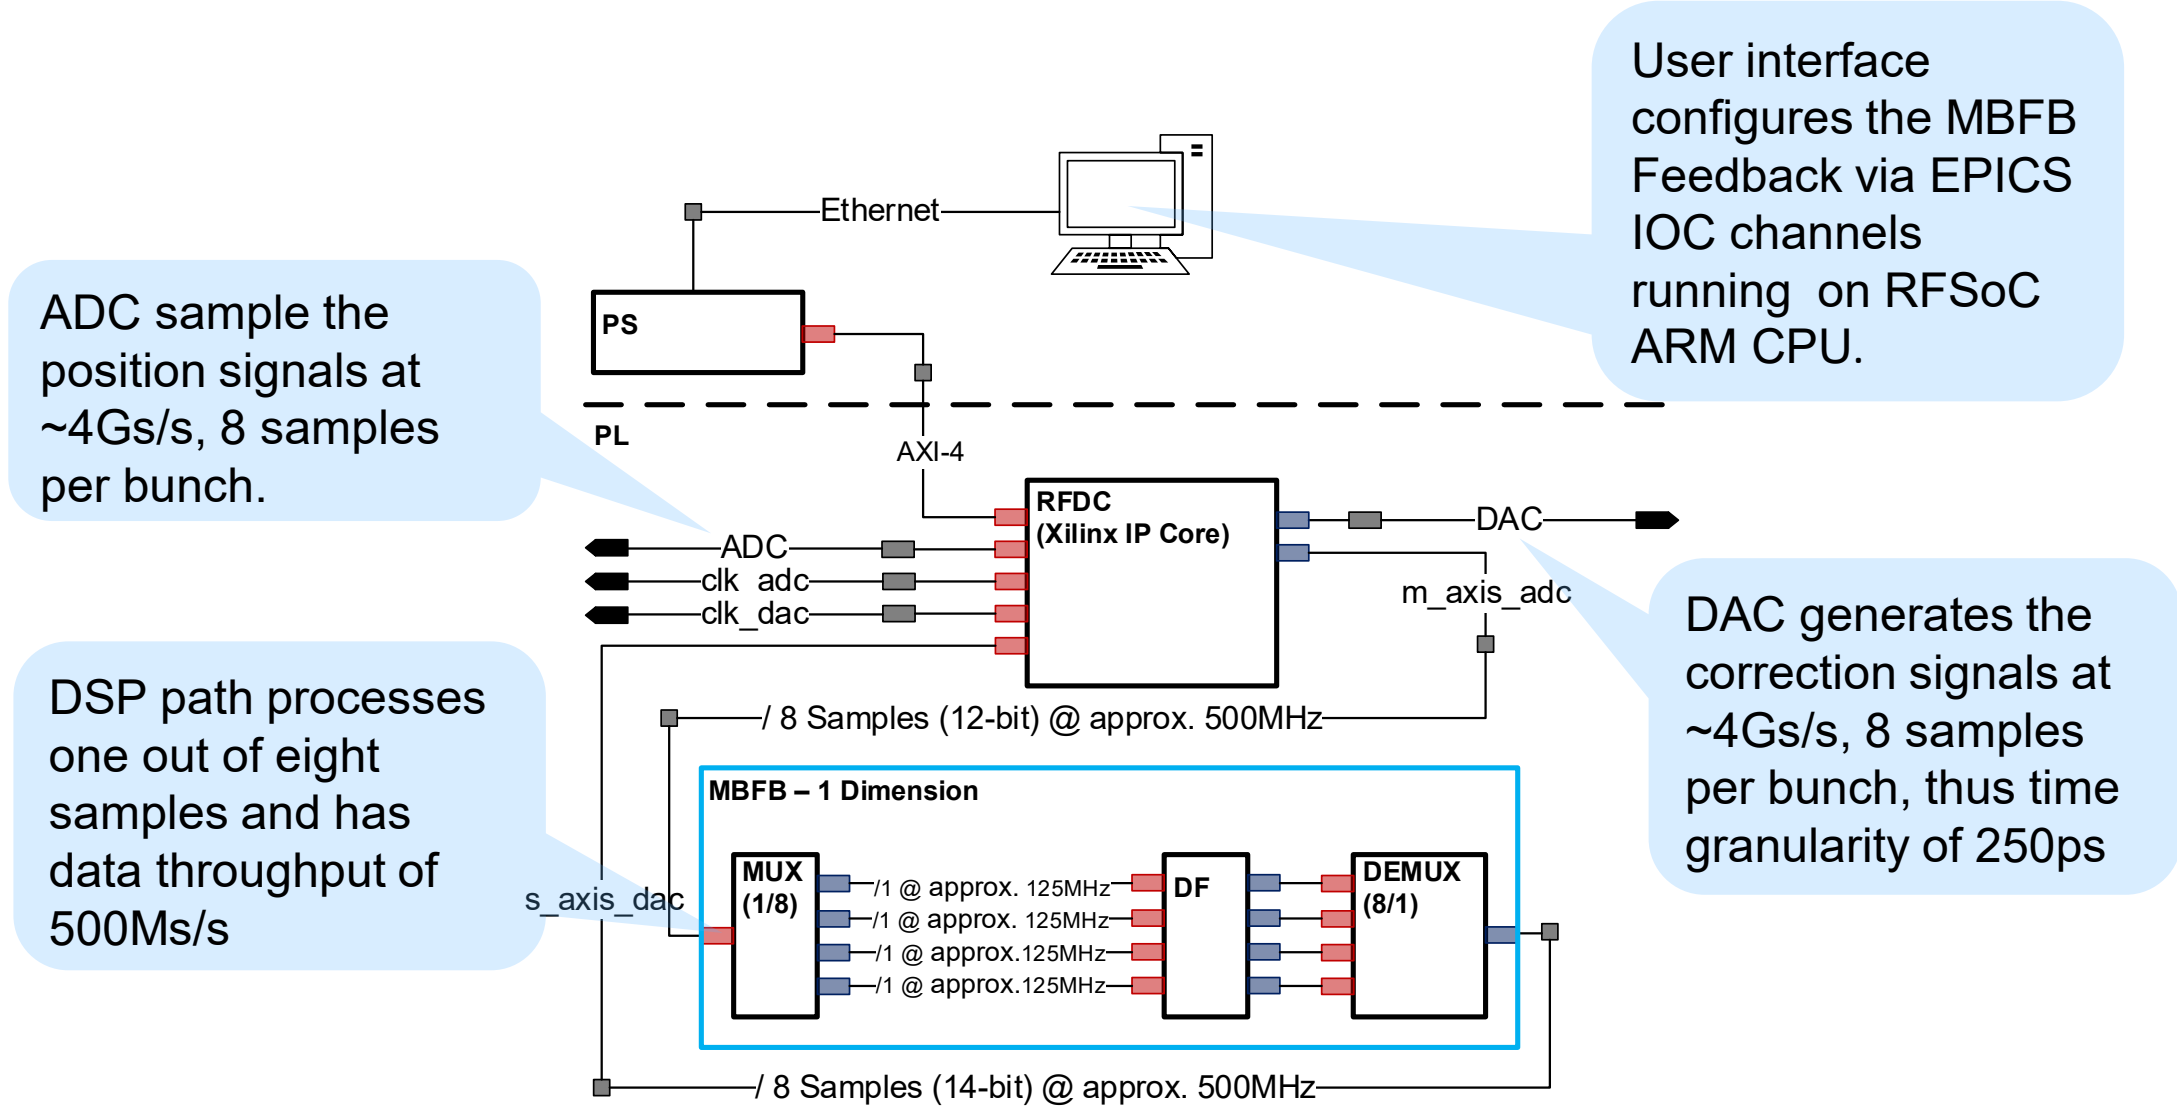 User interface
configures the MBFB
Feedback via EPICS
IOC channels
running on RFSoC
ARM CPU.
Ethernet
ADC sample the
position signals at
~4Gs/s, 8 samples
per bunch.
PS
PL
AXI-4
RFDC
(Xilinx IP Core)
ADC
clk_adc
clk_dac
DAC
m_axis_adc
DAC generates the
correction signals at
~4Gs/s, 8 samples
per bunch, thus time
granularity of 250ps
DSP path processes
one out of eight
samples and has
data throughput of
500Ms/s
/ 8 Samples (12-bit) @ approx. 500MHz
MBFB – 1 Dimension
s_axis_dac
MUX
(1/8)
/1 @ approx. 125MHz
/1 @ approx. 125MHz
/1 @ approx.125MHz
/1 @ approx.125MHz
DF
DEMUX
(8/1)
/ 8 Samples (14-bit) @ approx. 500MHz